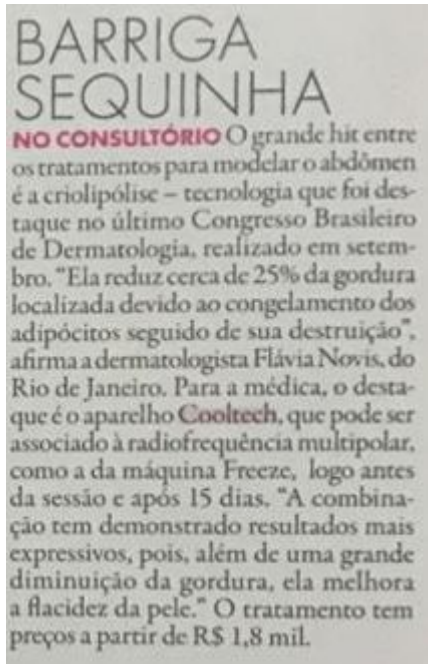 BARRIGA
SEQUINHA
NO CONSULTÓRIO O grande hit entre
os tratamentos para modelar o abdômen
é a criolipólise – tecnologia que foi des-
taque no último Congresso Brasileiro
de Dermatologia, realizado em setem-
bro. "Ela reduz cerca de 25% da gordura
localizada devido ao congelamento dos
adipócitos seguido de sua destruição",
afirma a dermatologista Flávia Novis, do
Rio de Janeiro. Para a médica, o desta-
que é o aparelho Cooltech, que pode ser
associado à radiofrequência multipolar,
como a da máquina Freeze, logo antes
da sessão e após 15 dias. "A combina-
ção tem demonstrado resultados mais
expressivos, pois, além de uma grande
diminuição da gordura, ela melhora
a flacidez da pele." O tratamento tem
preços a partir de R$ 1,8 mil.